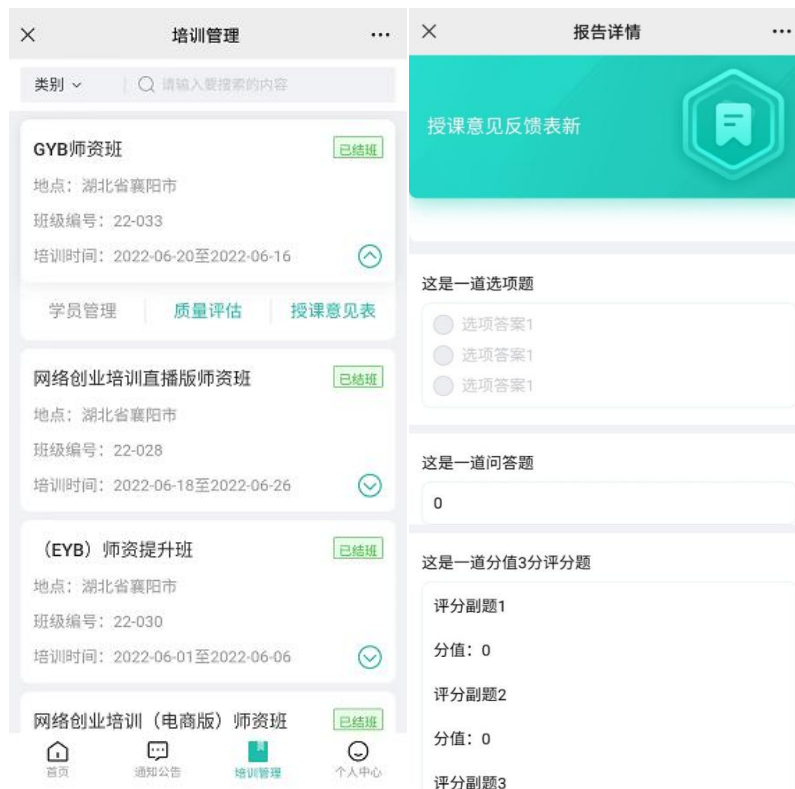 培训管理
类别
请输入要搜索的内容
GYB师资班
已结班
地点：湖北省襄阳市
班级编号：22-033
培训时间：2022-06-20至2022-06-16
学员管理
质量评估
授课意见表
网络创业培训直播版师资班
已结班
地点：湖北省襄阳市
班级编号：22-028
培训时间：2022-06-18至2022-06-26
（EYB）师资提升班
已结班
地点：湖北省襄阳市
班级编号：22-030
培训时间：2022-06-01至2022-06-06
网络创业培训（电商版）师资班
已结班
首页
通知公告
培训管理
个人中心
报告详情
授课意见反馈表新
这是一道选项题
选项答案1
选项答案1
选项答案1
这是一道问答题
0
这是一道分值3分评分题
评分副题1
分值：0
评分副题2
分值：0
评分副题3